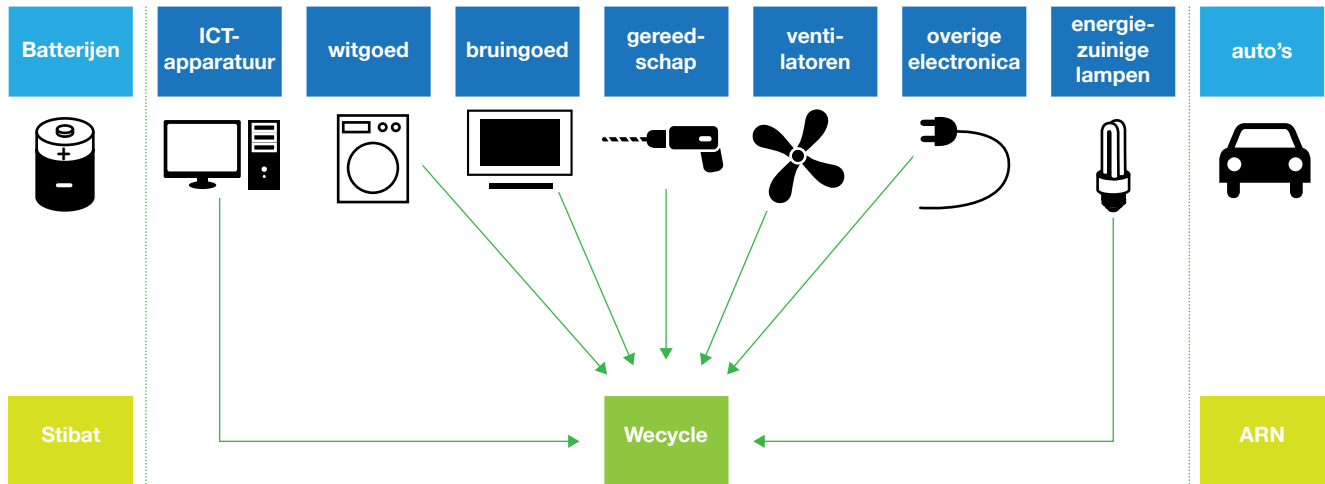 Batterijen
ICT-
apparatuur
witgoed
bruingoed
gereed-
schap
venti-
latoren
overige
electronica
energie-
zuinige
lampen
auto's
Stibat
Wecycle
ARN